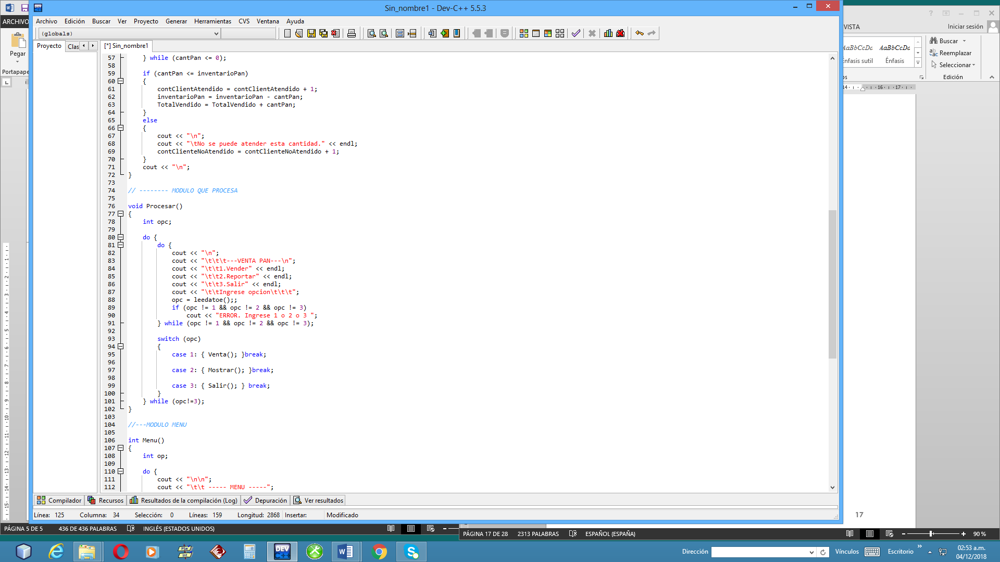 Sin_nombre1 - Dev-C++ 5.5.3
ARCHIVO
Archivo Edición Buscar Ver Proyecto Generar Herramientas CVS Ventana Ayuda
VISTA
Iniciar sesión
(globals)
Pegar
Portapape
Proyecto Clas
[*] Sin_nombre1
AaBbCcDc AaBbCcDc
Énfasis sutil Énfasis
Buscar
Reemplazar
Seleccionar
Edición
57 } while (cantPan <= 0);
58
59 if (cantPan <= inventarioPan)
60 {
61 contClientAtendido = contClientAtendido + 1;
62 inventarioPan = inventarioPan - cantPan;
63 TotalVendido = TotalVendido + cantPan;
64 }
65 else
66 {
67 cout << "\n";
68 cout << "\tNo se puede atender esta cantidad." << endl;
69 contClienteNoAtendido = contClienteNoAtendido + 1;
70 }
71 cout << "\n";
72 }
73
74 // -------- MODULO QUE PROCESA
75
76 void Procesar()
77 {
78 int opc;
79
80 do {
81 do {
82 cout << "\n";
83 cout << "\t\t\t---VENTA PAN---\n";
84 cout << "\t\t1.Vender" << endl;
85 cout << "\t\t2.Reportar" << endl;
86 cout << "\t\t3.Salir" << endl;
87 cout << "\t\tIngrese opcion\t\t\t";
88 opc = leedatoe();;
89 if (opc != 1 && opc != 2 && opc != 3)
90 cout << "ERROR. Ingrese 1 o 2 o 3 ";
91 } while (opc != 1 && opc != 2 && opc != 3);
92
93 switch (opc)
94 {
95 case 1: { Venta(); }break;
96
97 case 2: { Mostrar(); }break;
98
99 case 3: { Salir(); } break;
100 }
101 } while (opc!=3);
102 }
103
104 //---MODULO MENU
105
106 int Menu()
107 {
108 int op;
109
110 do {
111 cout << "\n\n";
112 cout << "\t\t ----- MENU -----";
Compilador Recursos Resultados de la compilación (Log) Depuración Ver resultados
Línea: 125 Columna: 34 Selección: 0 Líneas: 159 Longitud: 2868 Insertar: Modificado
17
PÁGINA 5 DE 5 436 DE 436 PALABRAS INGLÉS (ESTADOS UNIDOS)
PÁGINA 17 DE 28 2313 PALABRAS ESPAÑOL (ESPAÑA) 90 %
Dirección Vínculos Escritorio
02:53 a.m.
04/12/2018